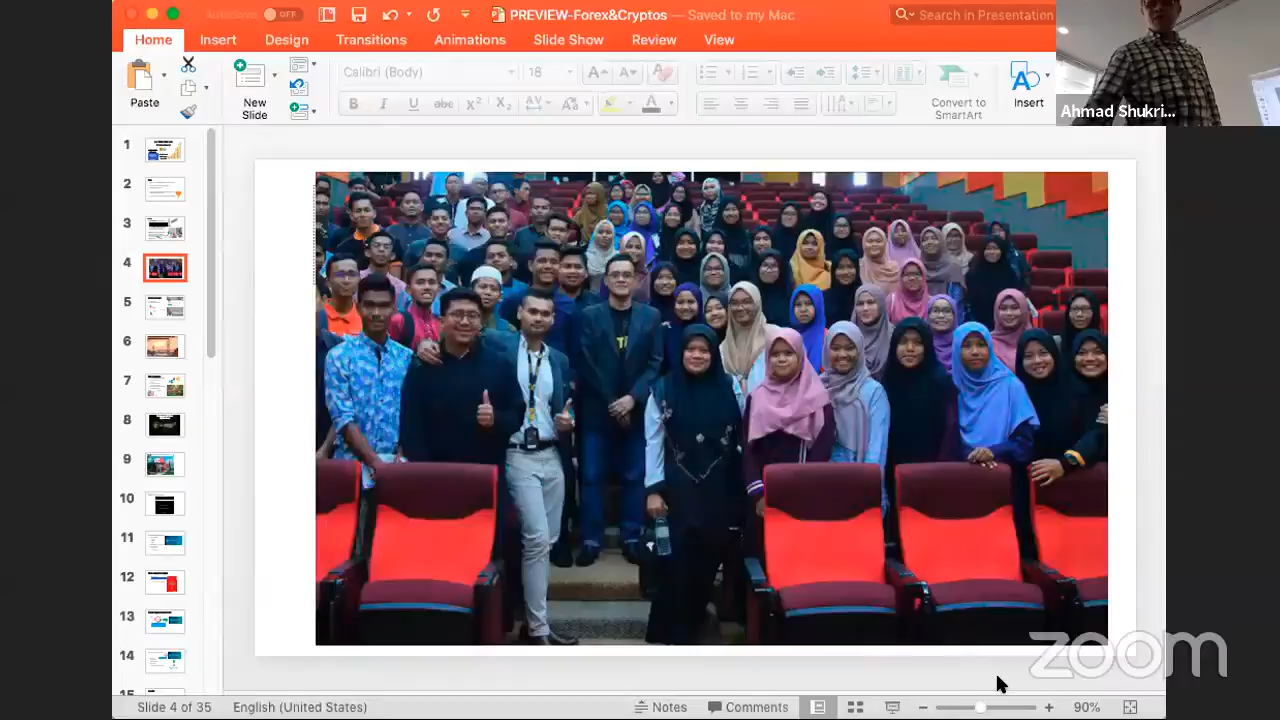 AutoSave OFF
PREVIEW-Forex&Cryptos — Saved to my Mac
Search in Presentation
Home Insert Design Transitions Animations Slide Show Review View
Paste
New
Slide
Calibri (Body) 18
Convert to
SmartArt
Insert
Ahmad Shukri...
1
2
3
4
5
6
7
8
9
10
11
12
13
14
zoom
Slide 4 of 35 English (United States) Notes Comments 90%